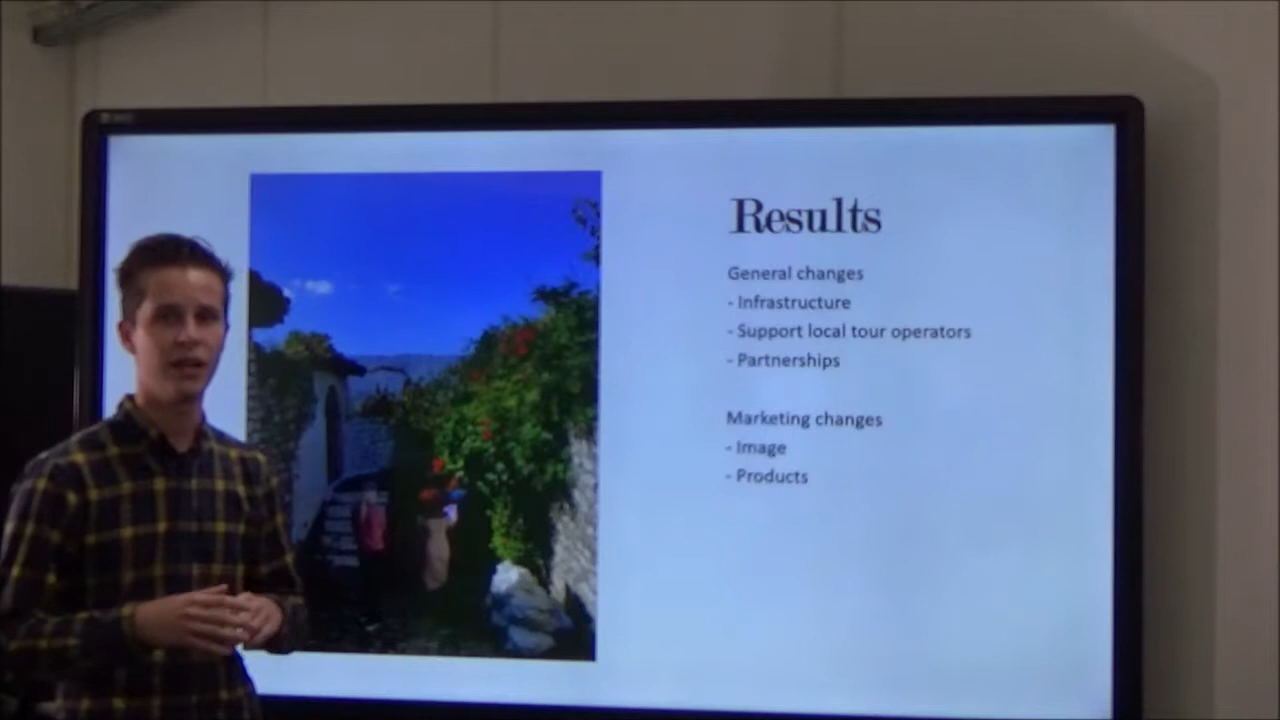 Results
General changes
- Infrastructure
- Support local tour operators
- Partnerships
Marketing changes
- Image
- Products